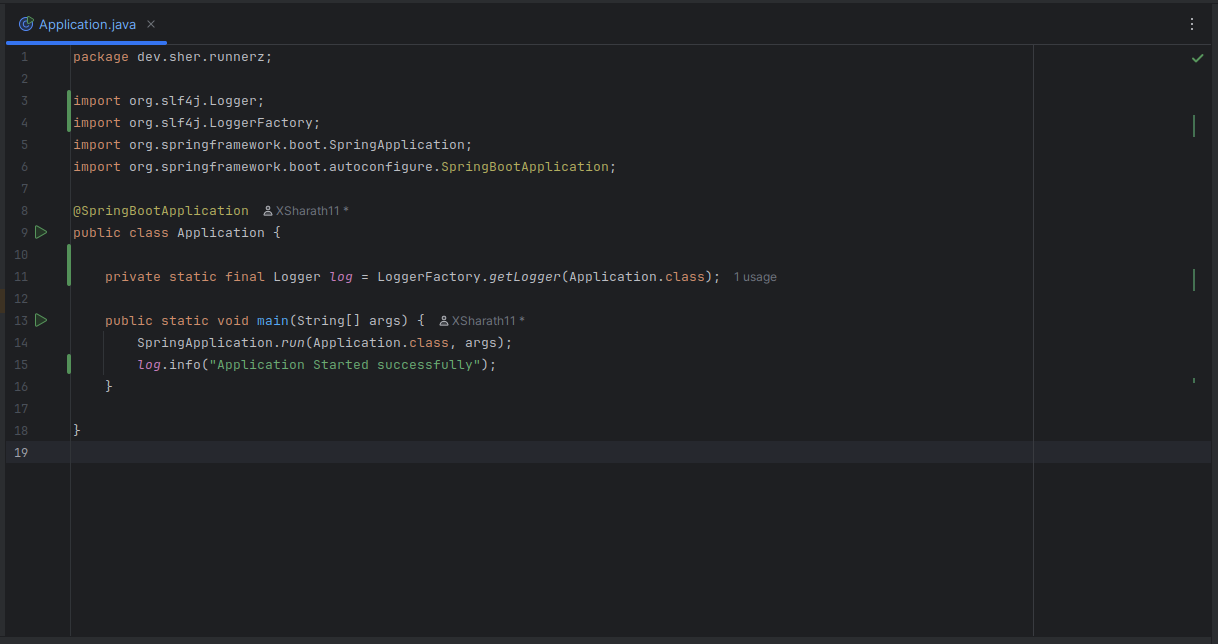 Application.java
1 package dev.sher.runnerz;
2
3 import org.slf4j.Logger;
4 import org.slf4j.LoggerFactory;
5 import org.springframework.boot.SpringApplication;
6 import org.springframework.boot.autoconfigure.SpringBootApplication;
7
8 @SpringBootApplication XSharath11 *
9 public class Application {
10
11 private static final Logger log = LoggerFactory.getLogger(Application.class); 1 usage
12
13 public static void main(String[] args) { XSharath11 *
14 SpringApplication.run(Application.class, args);
15 log.info("Application Started successfully");
16 }
17
18 }
19